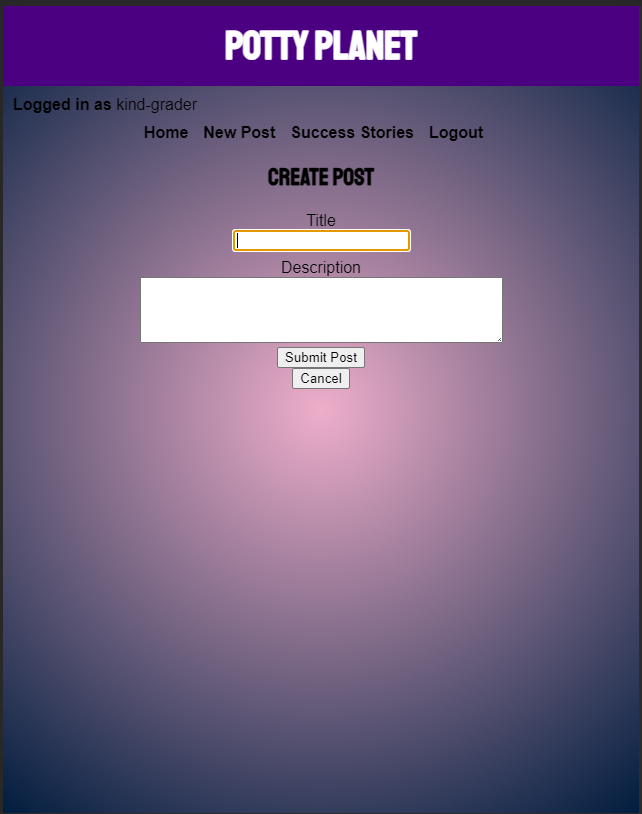 POTTY PLANET
Logged in as kind-grader
Home New Post Success Stories Logout
CREATE POST
Title
Description
Submit Post
Cancel